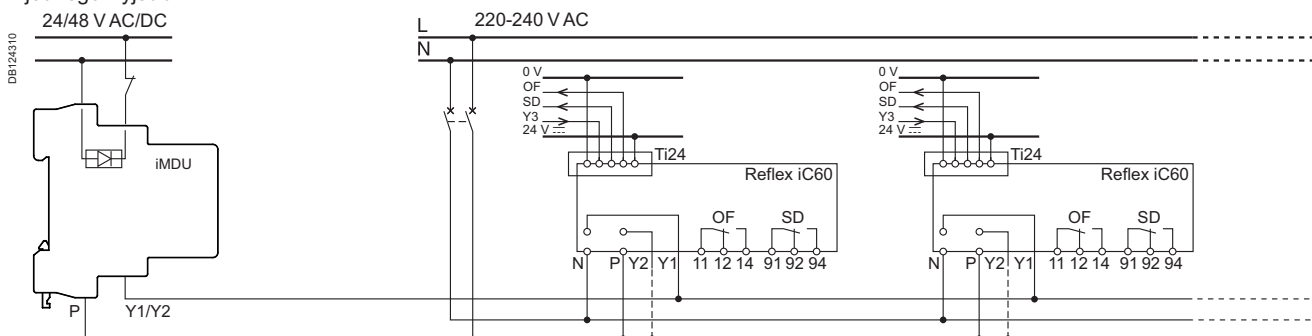 24/48 V AC/DC
L 220-240 V AC
N
DB124310
0 V
OF
SD
Y3
24 V
Ti24
Reflex iC60
OF SD
N P Y2 Y1 11 12 14 91 92 94
0 V
OF
SD
Y3
24 V
Ti24
Reflex iC60
OF SD
N P Y2 Y1 11 12 14 91 92 94
iMDU
P Y1/Y2